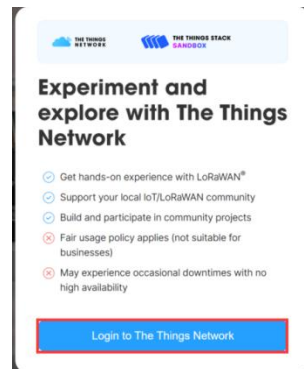 THE THINGS
NETWORK
THE THINGS STACK
SANDBOX
Experiment and
explore with The Things
Network
Get hands-on experience with LoRaWAN®
Support your local IoT/LoRaWAN community
Build and participate in community projects
Fair usage policy applies (not suitable for
businesses)
May experience occasional downtimes with no
high availability
Login to The Things Network